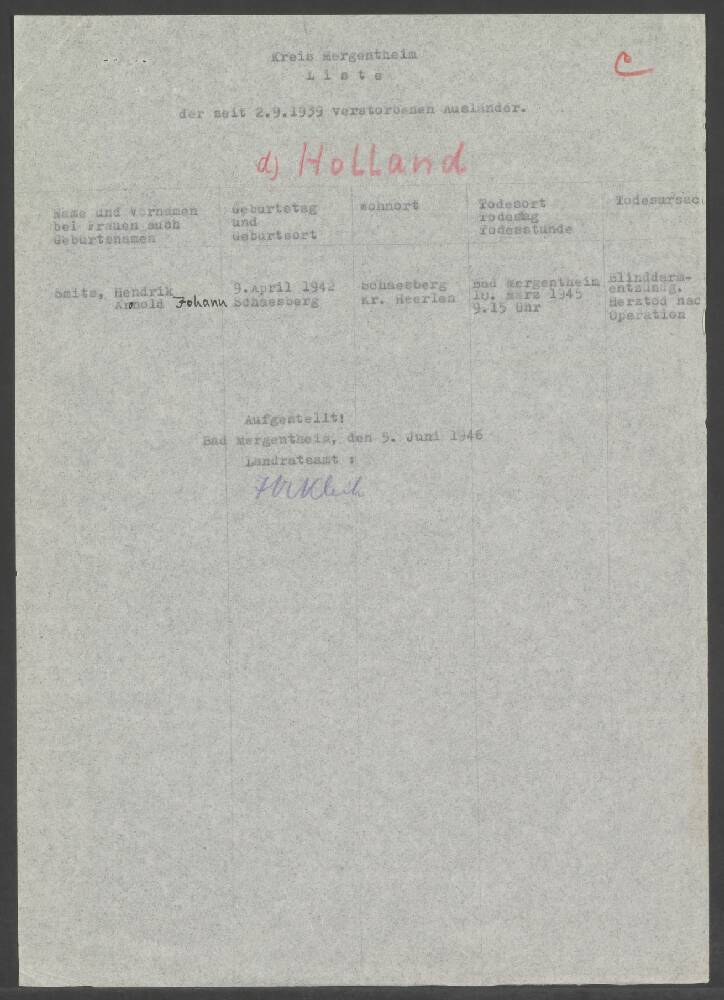 Kreis Mergentheim
C
Liste
der seit 2.9.1939 verstorbenen Ausländer.
d) Holland
Name und Vornamen bei Frauen auch Geburtsnamen
Geburtstag und Geburtsort
Wohnort
Todesort Todestag Todesstunde
Todesursac
Smits, Hendrik Arnold Johann
9.April 1942 Schaesberg
Schaesberg Kr. Heerlen
Bad Mergentheim 10. März 1945 9.15 Uhr
Blinddarm-entzündg. Herztod nac Operation
Aufgestellt!
Bad Mergentheim, den 5. Juni 1946
Landratsamt :